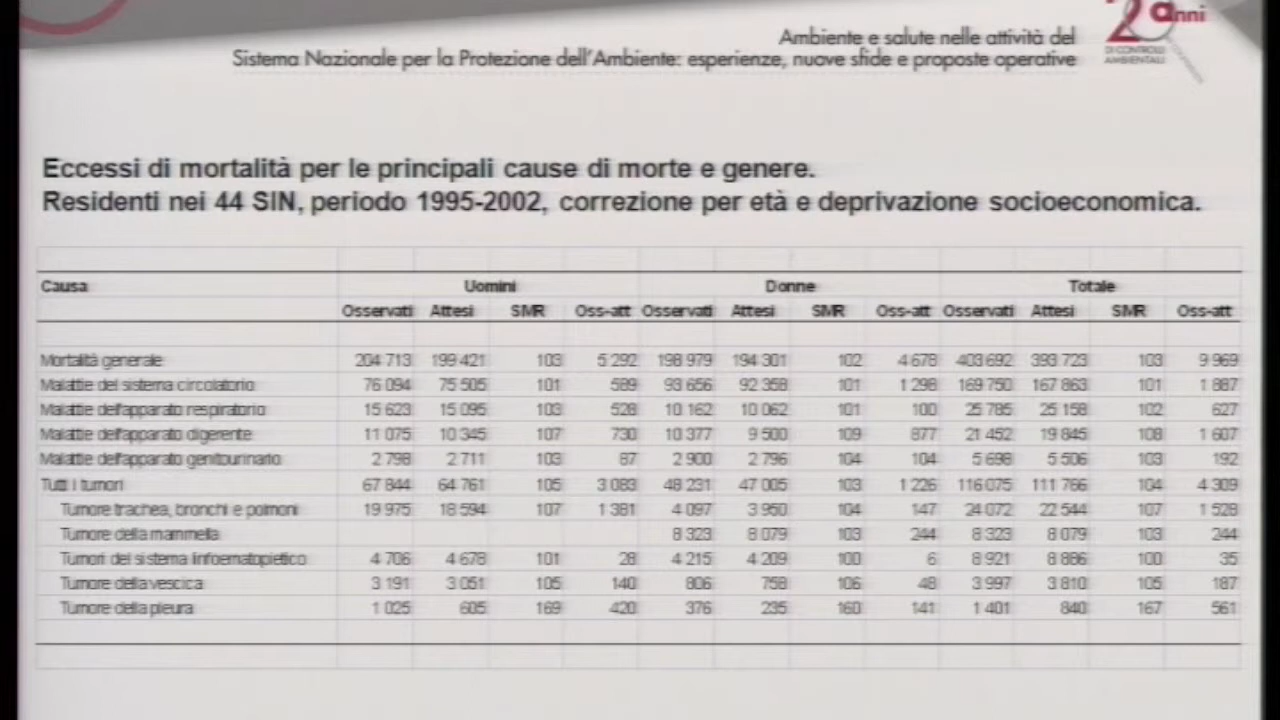 20 anni
DI CONTROLLI
AMBIENTALI
Ambiente e salute nelle attività del
Sistema Nazionale per la Protezione dell'Ambiente: esperienze, nuove sfide e proposte operative
Eccessi di mortalità per le principali cause di morte e genere.
Residenti nei 44 SIN, periodo 1995-2002, correzione per età e deprivazione socioeconomica.
Causa Uomini Donne Totale
Osservati Attesi SMR Oss-att Osservati Attesi SMR Oss-att Osservati Attesi SMR Oss-att
Mortalità generale 204 713 199 421 103 5 292 198 979 194 301 102 4 678 403 692 393 723 103 9 969
Malattie del sistema circolatorio 76 094 75 505 101 589 93 656 92 358 101 1 298 169 750 167 863 101 1 887
Malattie dell'apparato respiratorio 15 623 15 095 103 528 10 162 10 062 101 100 25 785 25 158 102 627
Malattie dell'apparato digerente 11 075 10 345 107 730 10 377 9 500 109 877 21 452 19 845 108 1 607
Malattie dell'apparato genitourinario 2 798 2 711 103 87 2 900 2 796 104 104 5 698 5 506 103 192
Tutti i tumori 67 844 64 761 105 3 083 48 231 47 005 103 1 226 116 075 111 766 104 4 309
Tumore trachea, bronchi e polmoni 19 975 18 594 107 1 381 4 097 3 950 104 147 24 072 22 544 107 1 528
Tumore della mammella 8 323 8 079 103 244 8 323 8 079 103 244
Tumori del sistema linfoematopietico 4 706 4 678 101 28 4 215 4 209 100 6 8 921 8 886 100 35
Tumore della vescica 3 191 3 051 105 140 806 758 106 48 3 997 3 810 105 187
Tumore della pleura 1 025 605 169 420 376 235 160 141 1 401 840 167 561